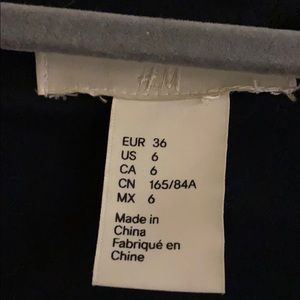 H&M
EUR 36
US 6
CA 6
CN 165/84A
MX 6
Made in
China
Fabriqué en
Chine